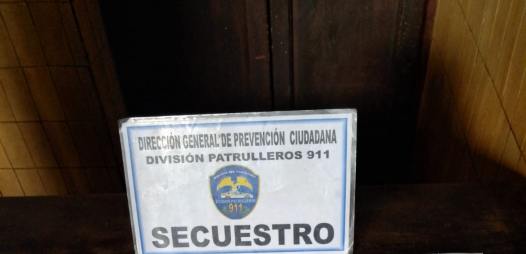 DIRECCIÓN GENERAL DE PREVENCIÓN CIUDADANA
DIVISIÓN PATRULLEROS 911
911
SECUESTRO